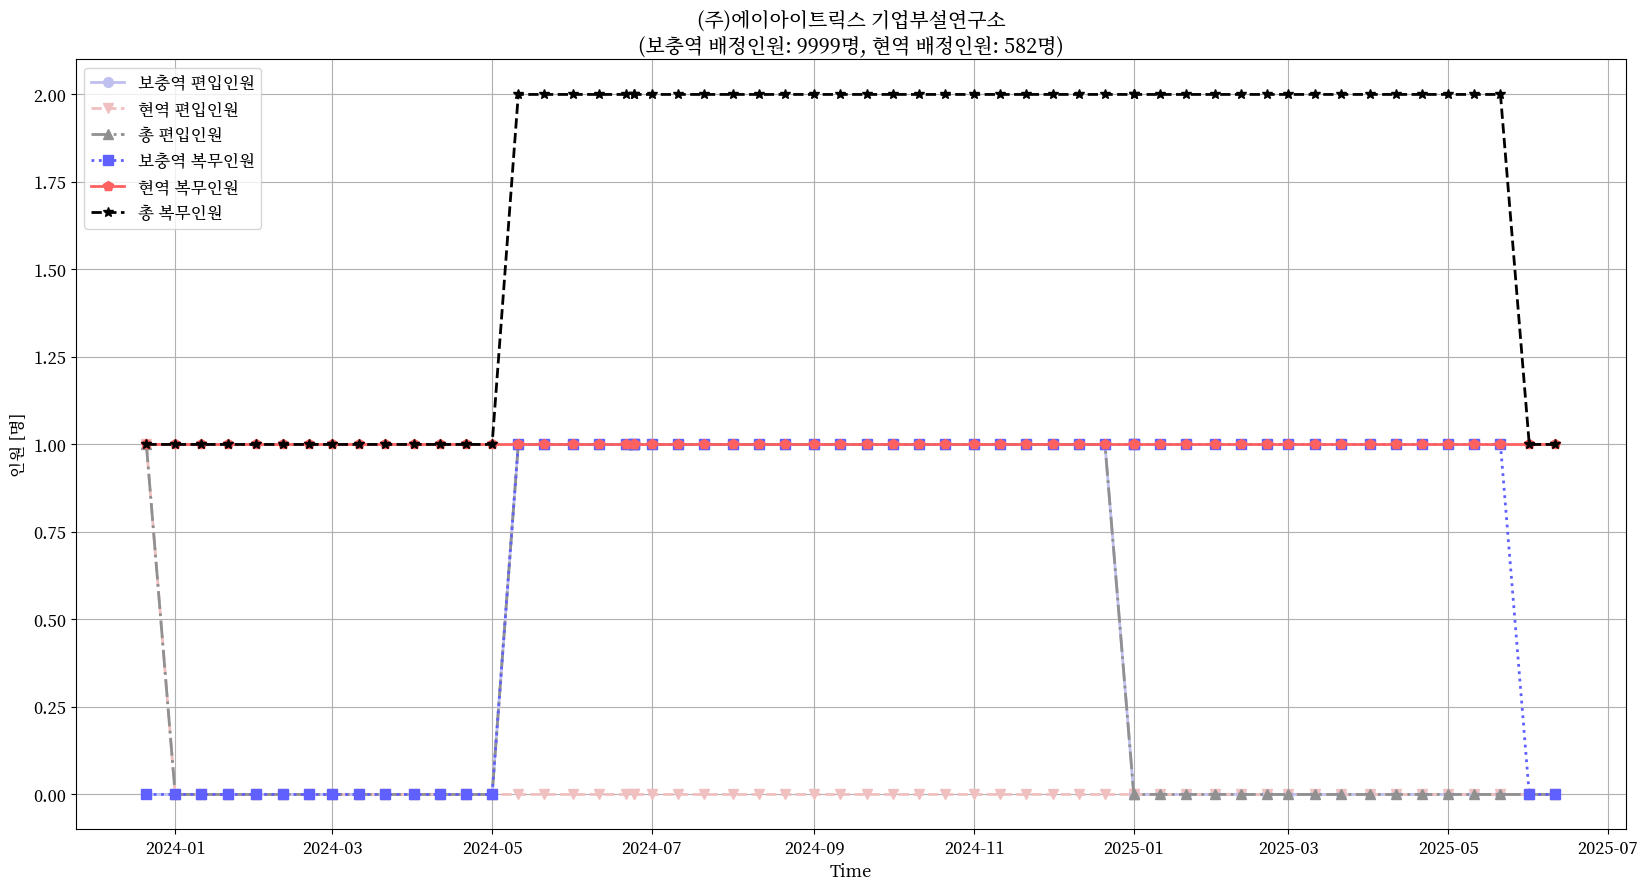 (주)에이아이트릭스 기업부설연구소
(보충역 배정인원: 9999명, 현역 배정인원: 582명)
보충역 편입인원
현역 편입인원
총 편입인원
보충역 복무인원
현역 복무인원
총 복무인원
인원 [명]
2.00
1.75
1.50
1.25
1.00
0.75
0.50
0.25
0.00
2024-01
2024-03
2024-05
2024-07
2024-09
2024-11
2025-01
2025-03
2025-05
2025-07
Time